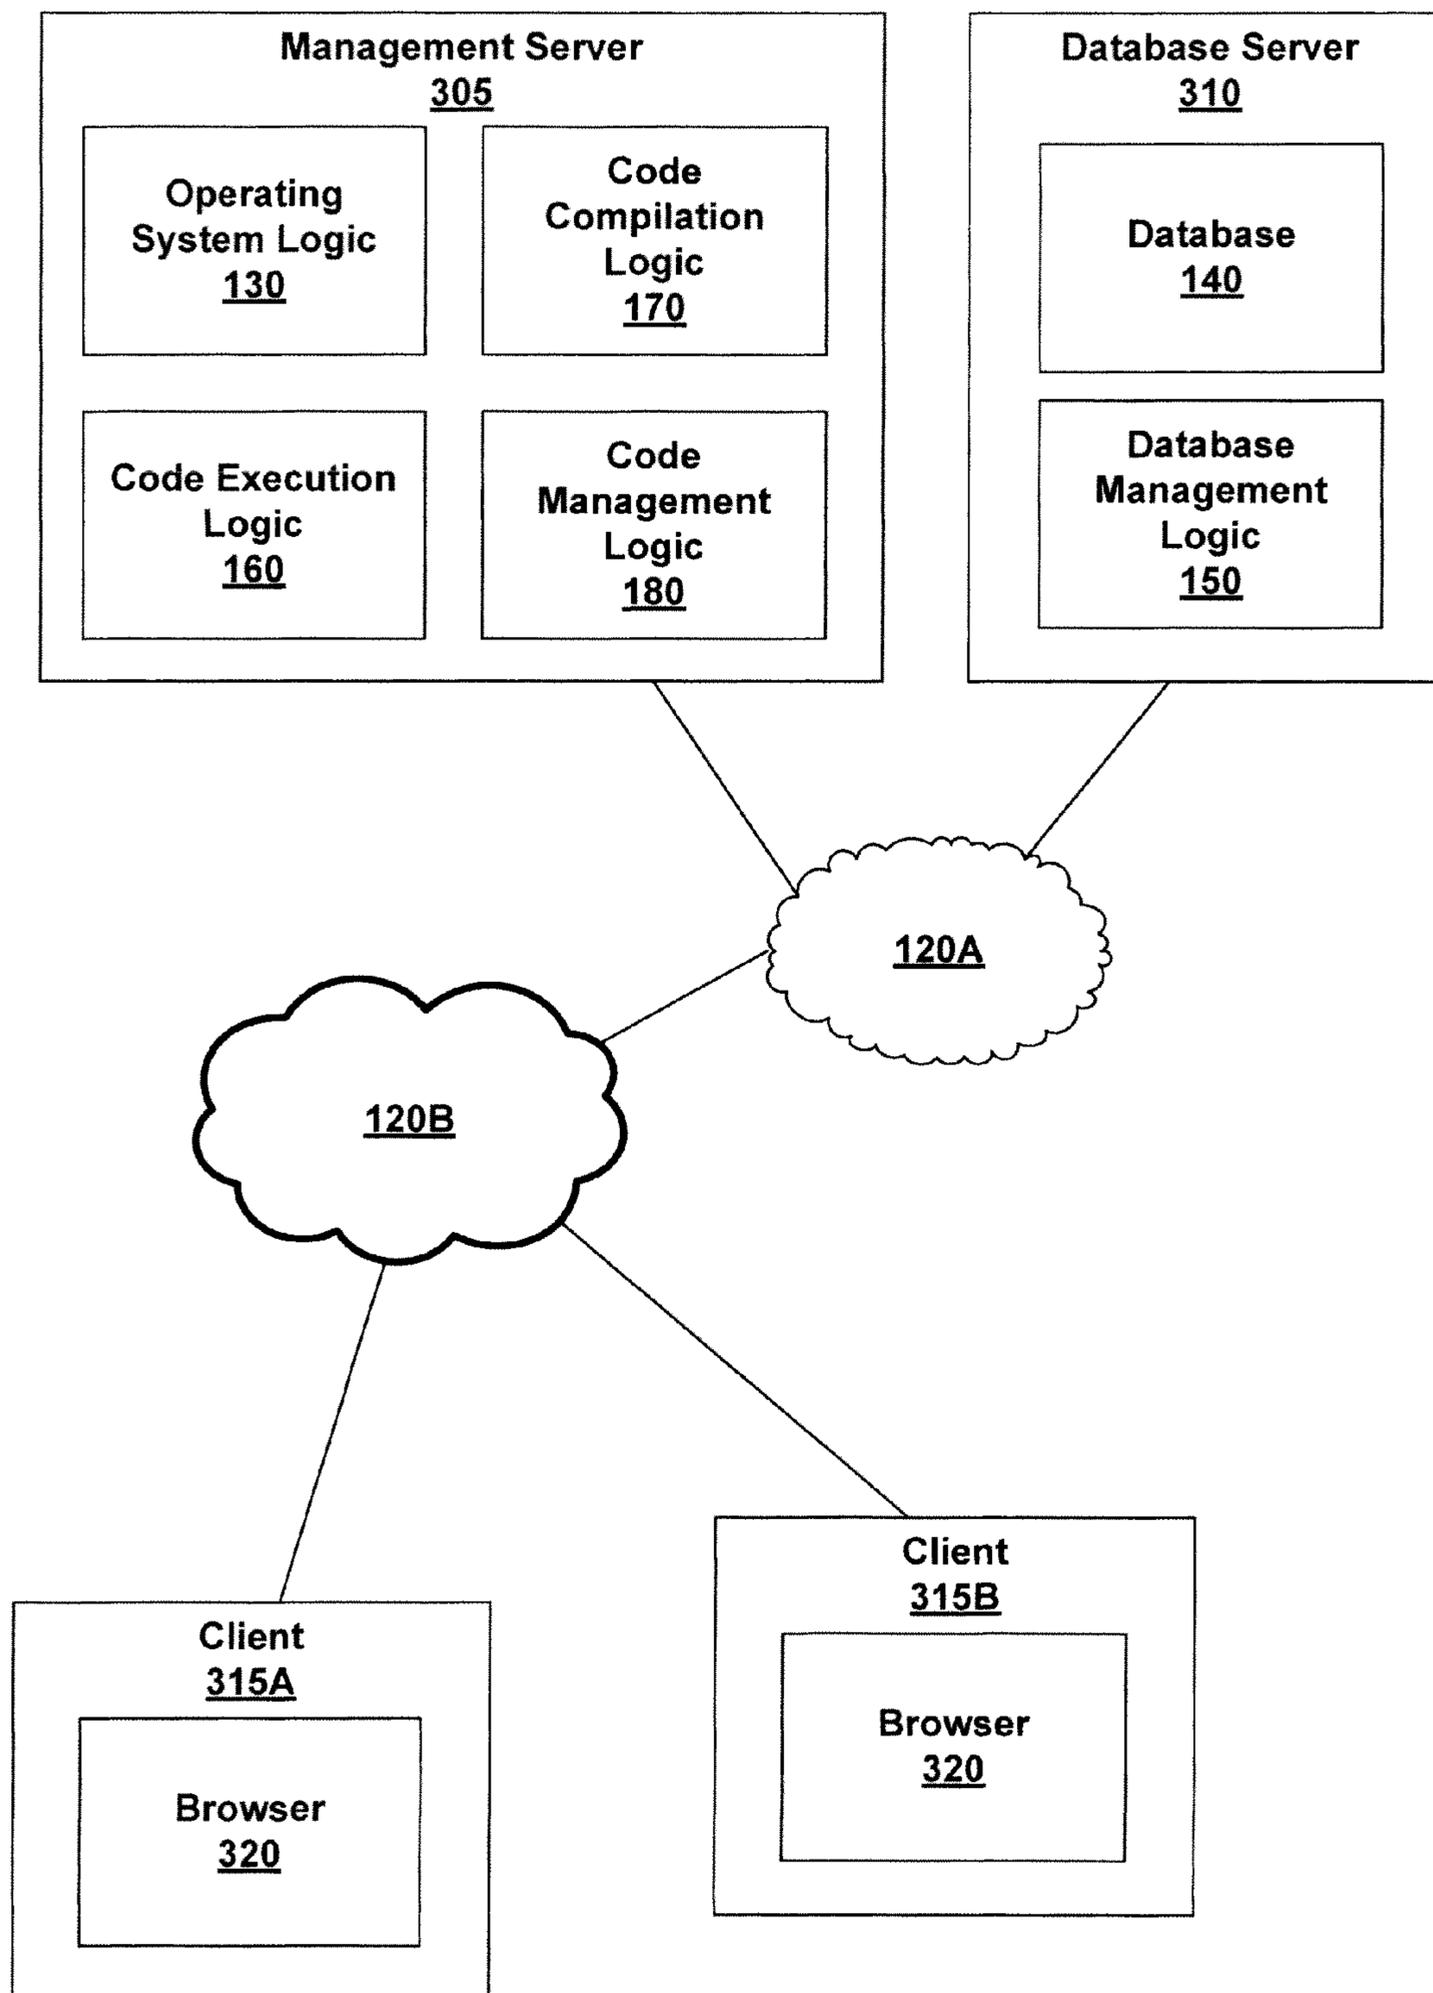 Management Server
305
Operating
System Logic
130
Code
Compilation
Logic
170
Code Execution
Logic
160
Code
Management
Logic
180
Database Server
310
Database
140
Database
Management
Logic
150
120A
120B
Client
315A
Browser
320
Client
315B
Browser
320